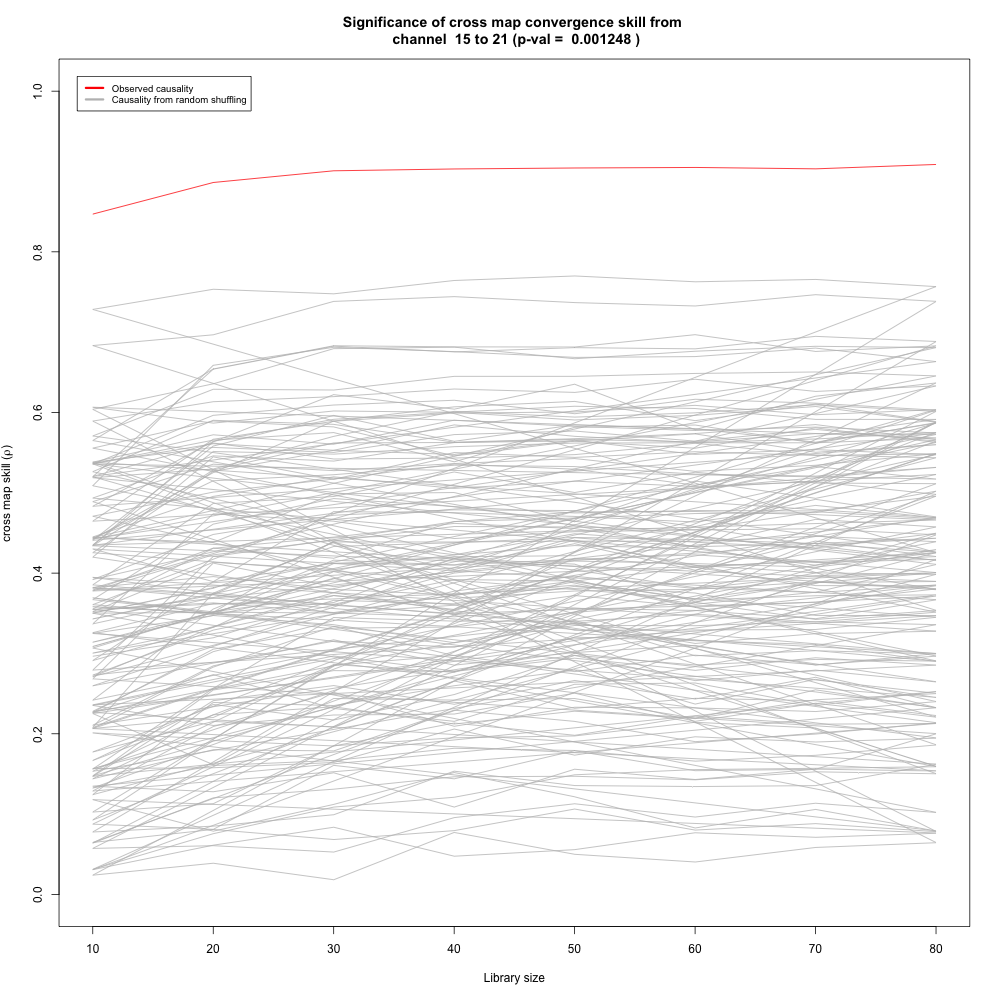 Significance of cross map convergence skill from
channel  15 to 21 (p-val =  0.001248 )
Observed causality
Causality from random shuffling
cross map skill (ρ)
1.0
0.8
0.6
0.4
0.2
0.0
10 20 30 40 50 60 70 80
Library size